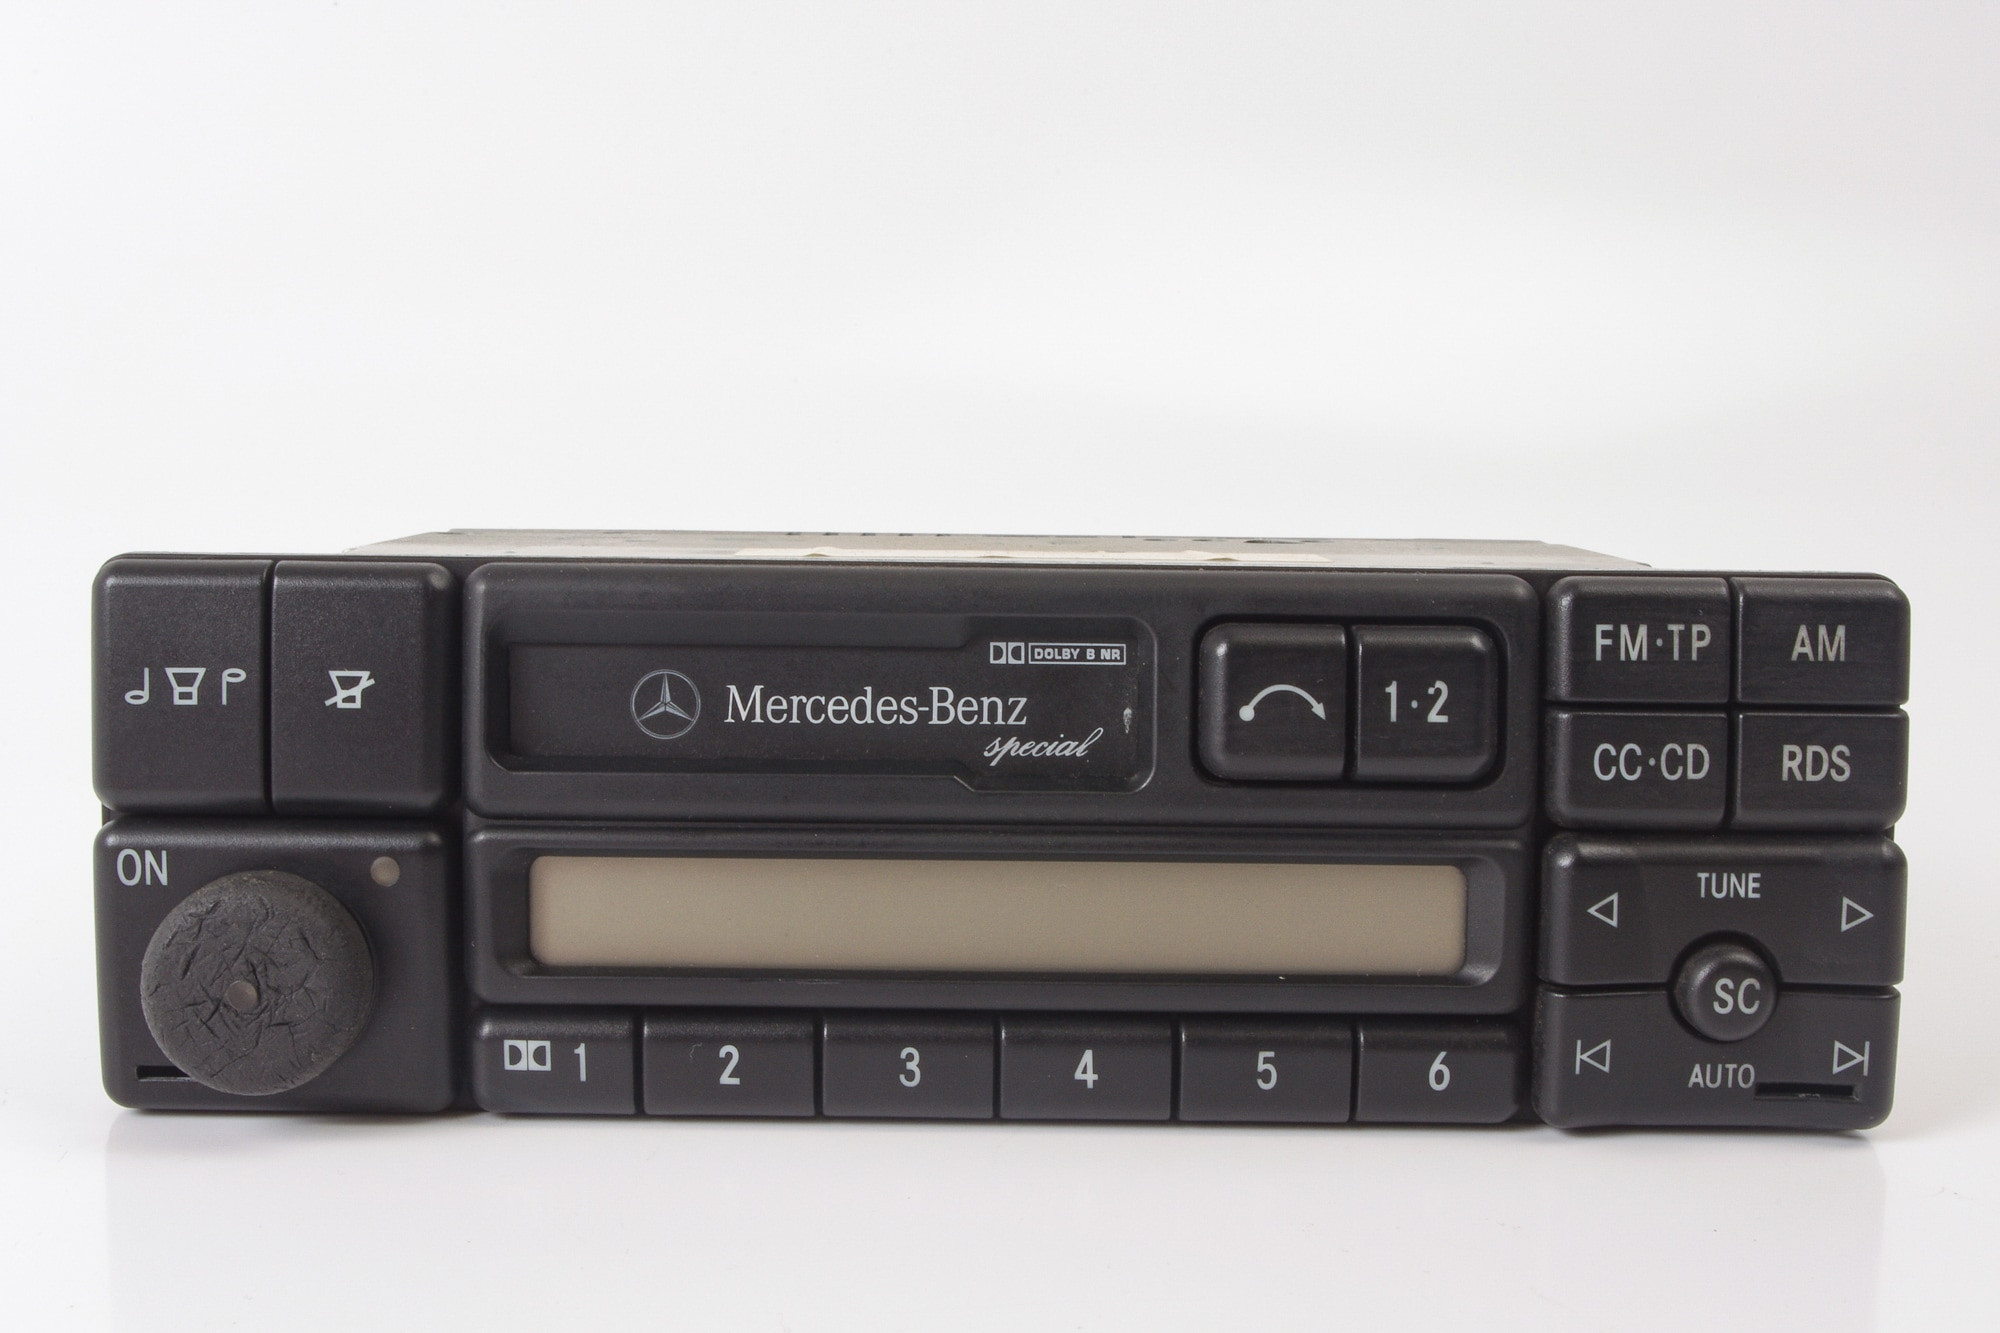 DOLBY B NR
Mercedes-Benz
special
1·2
FM·TP
AM
CC·CD
RDS
ON
TUNE
SC
AUTO
1
2
3
4
5
6